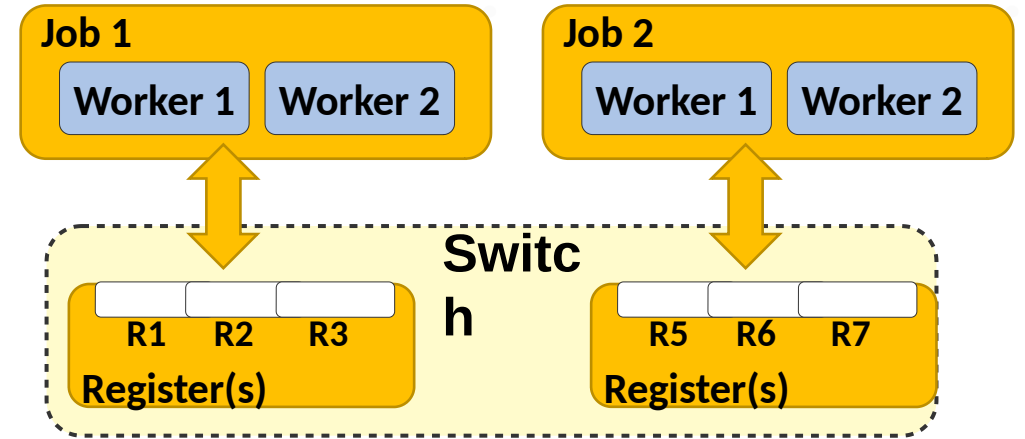 Job 1
Worker 1
Worker 2
Job 2
Worker 1
Worker 2
Switc
h
R1
R2
R3
Register(s)
R5
R6
R7
Register(s)